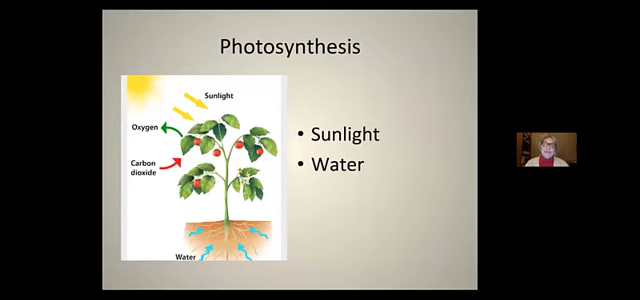 Photosynthesis
Sunlight
Oxygen
Carbon
dioxide
Water
• Sunlight
• Water